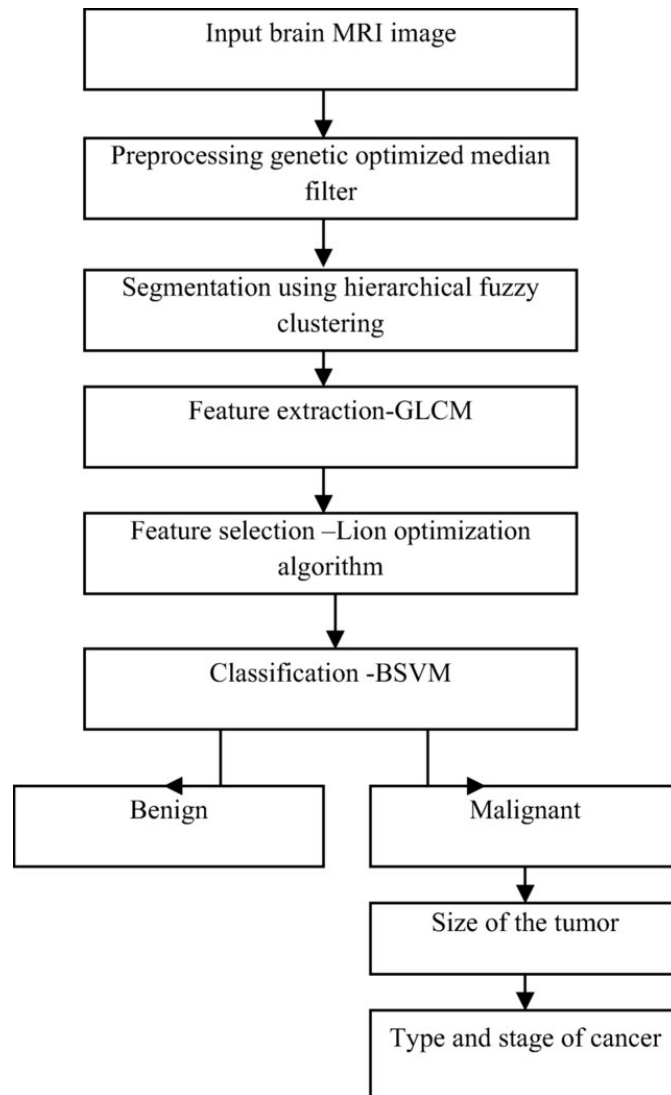 Input brain MRI image
Preprocessing genetic optimized median
filter
Segmentation using hierarchical fuzzy
clustering
Feature extraction-GLCM
Feature selection –Lion optimization
algorithm
Classification -BSVM
Benign
Malignant
Size of the tumor
Type and stage of cancer